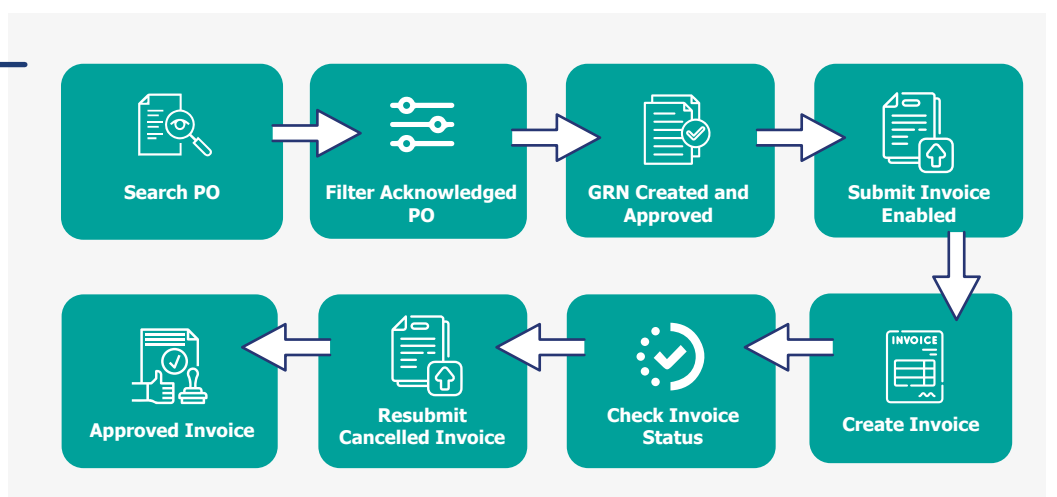 Search PO
Filter Acknowledged
PO
GRN Created and
Approved
Submit Invoice
Enabled
Approved Invoice
Resubmit
Cancelled Invoice
Check Invoice
Status
INVOICE
Create Invoice